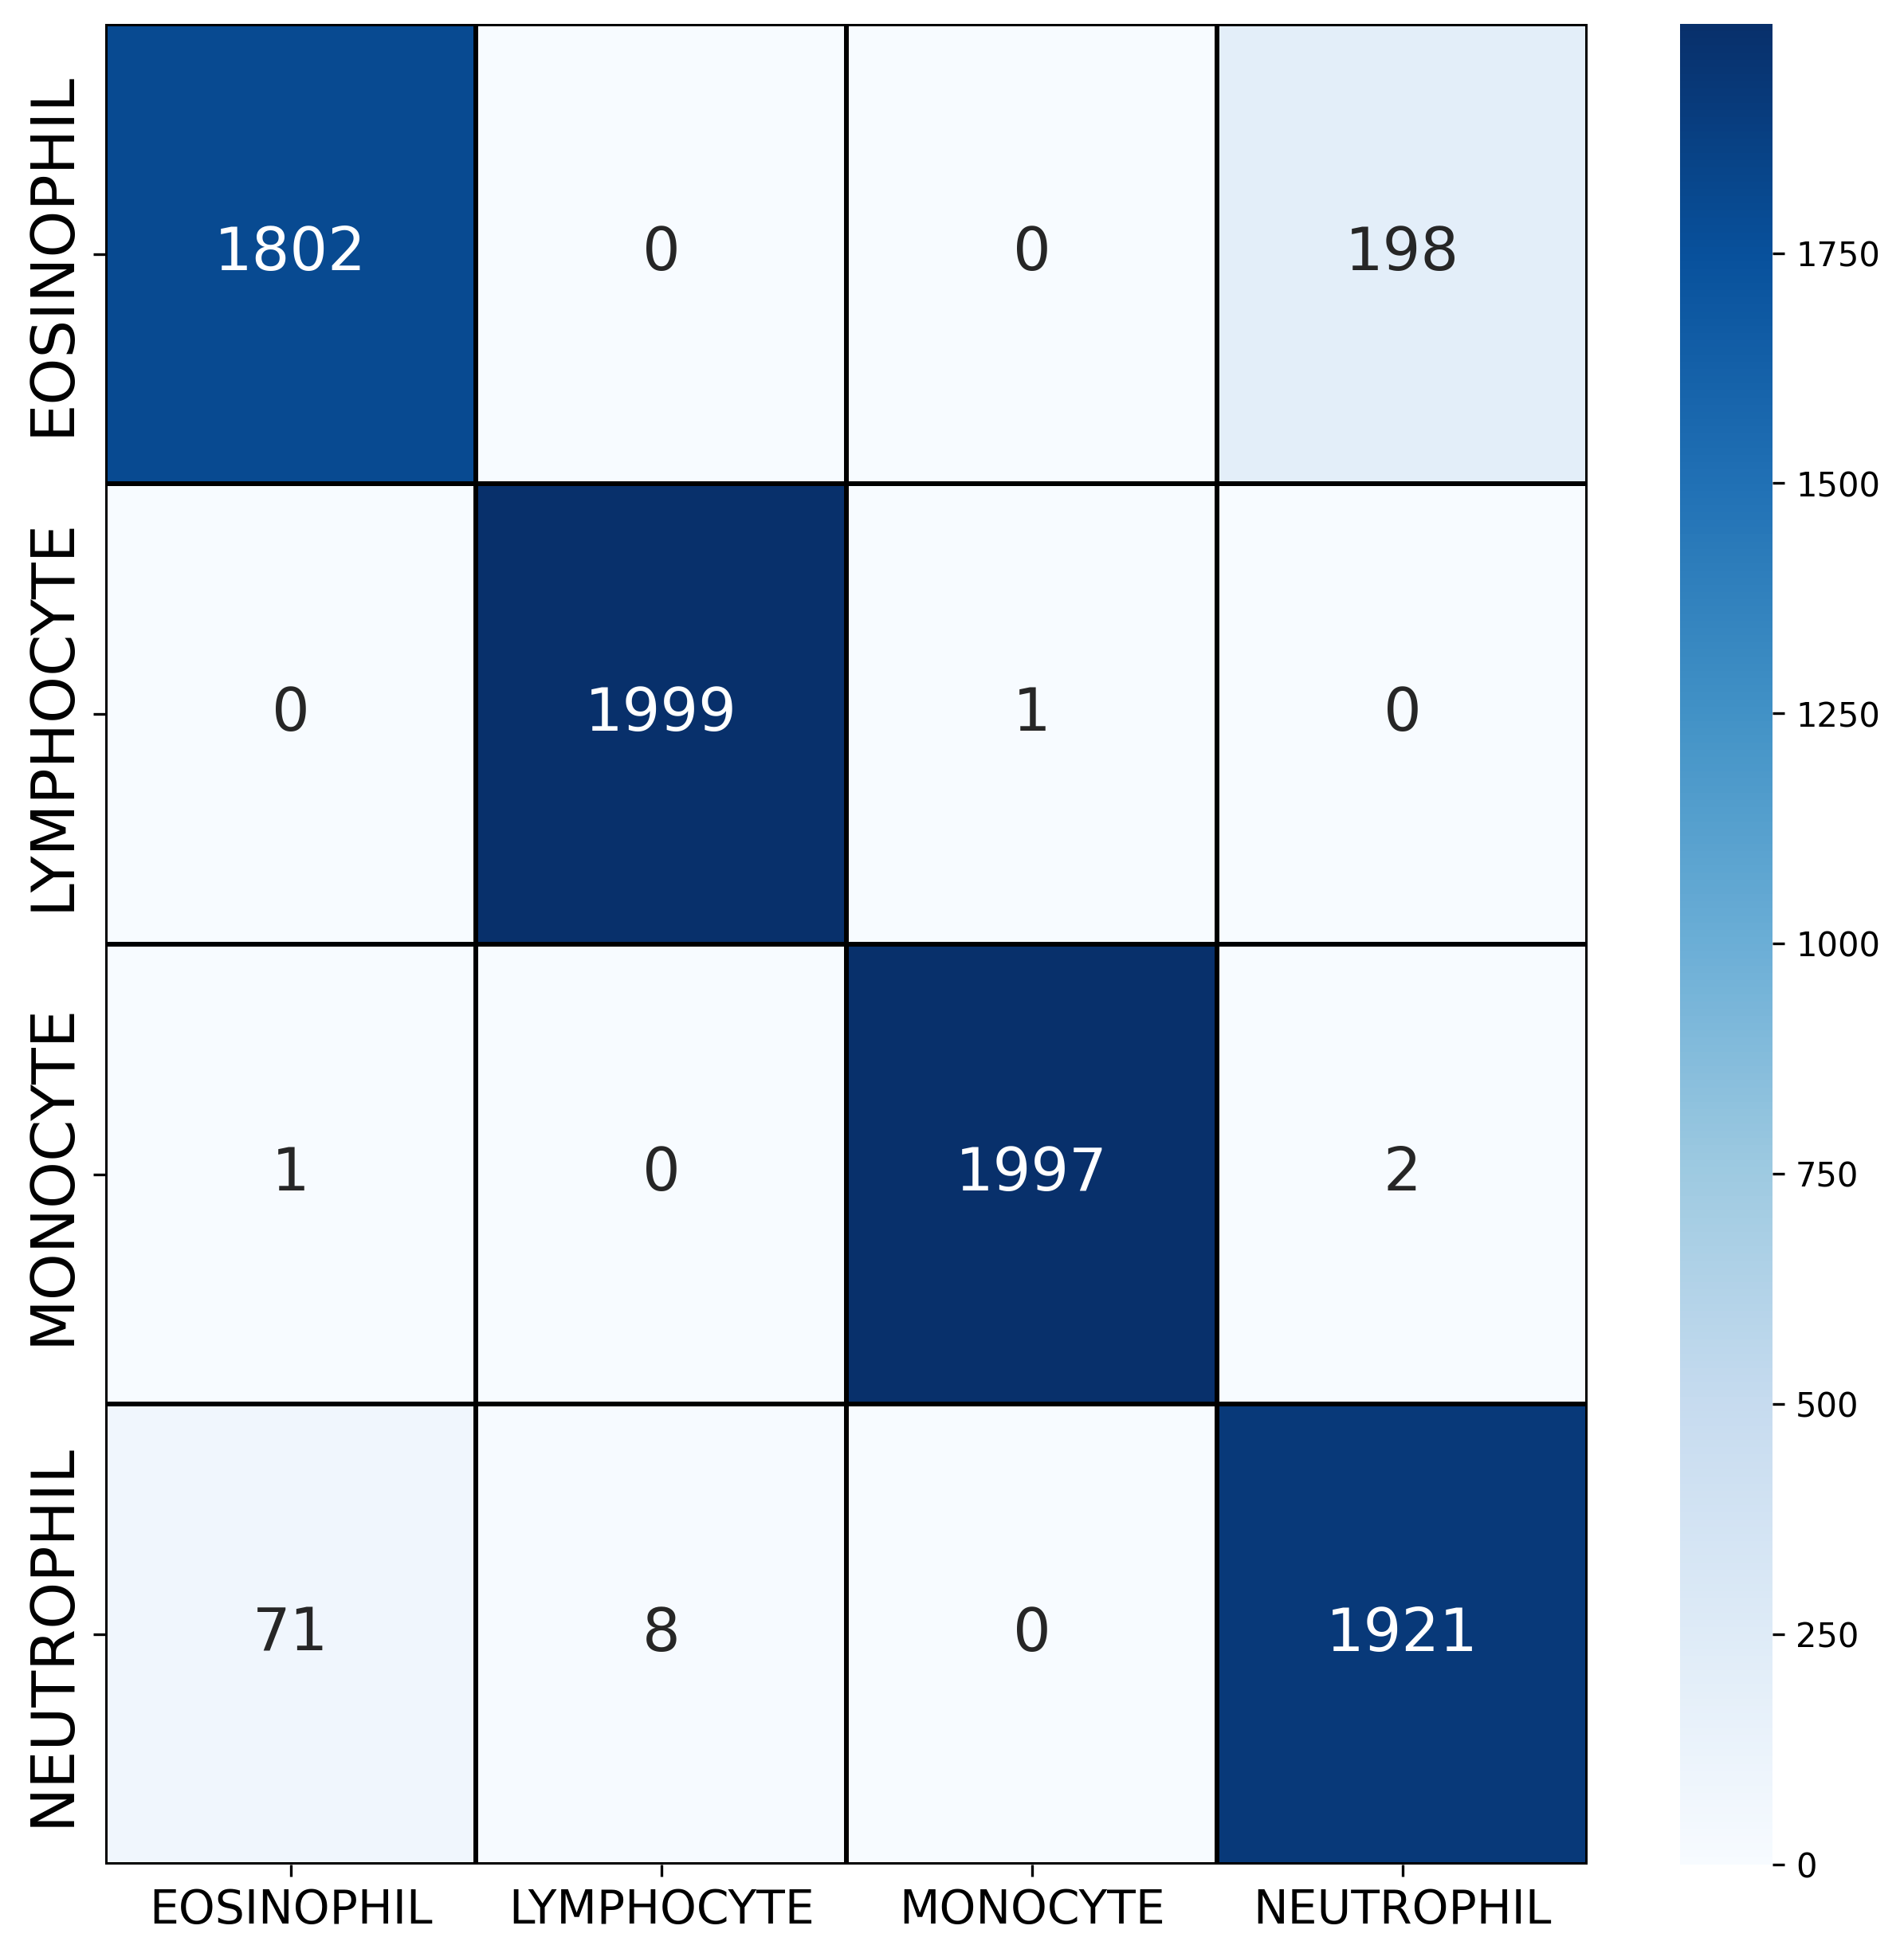 EOSINOPHIL
1802 0 0 198
LYMPHOCYTE
0 1999 1 0
MONOCYTE
1 0 1997 2
NEUTROPHIL
71 8 0 1921
EOSINOPHIL LYMPHOCYTE MONOCYTE NEUTROPHIL
1750
1500
1250
1000
750
500
250
0